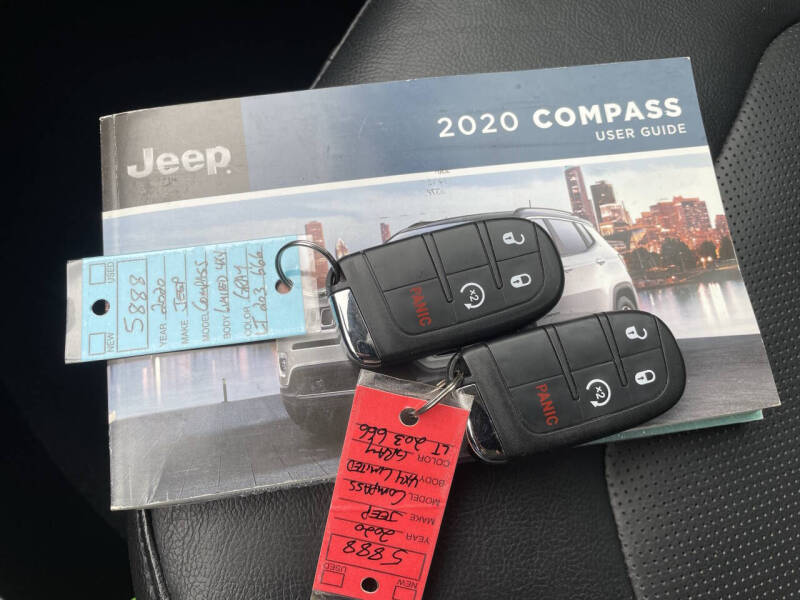 2020 COMPASS
USER GUIDE
Jeep
PANIC
x2
PANIC
x2
NEW USED
5888
YEAR 2020
MAKE JEEP
MODEL Compass
BODY Limited 4x4
COLOR GRAY
LT 203 666
NEW USED
5888
YEAR 2020
MAKE JEEP
MODEL Compass
BODY 4x4 Limited
COLOR GRAY
LT 203 666